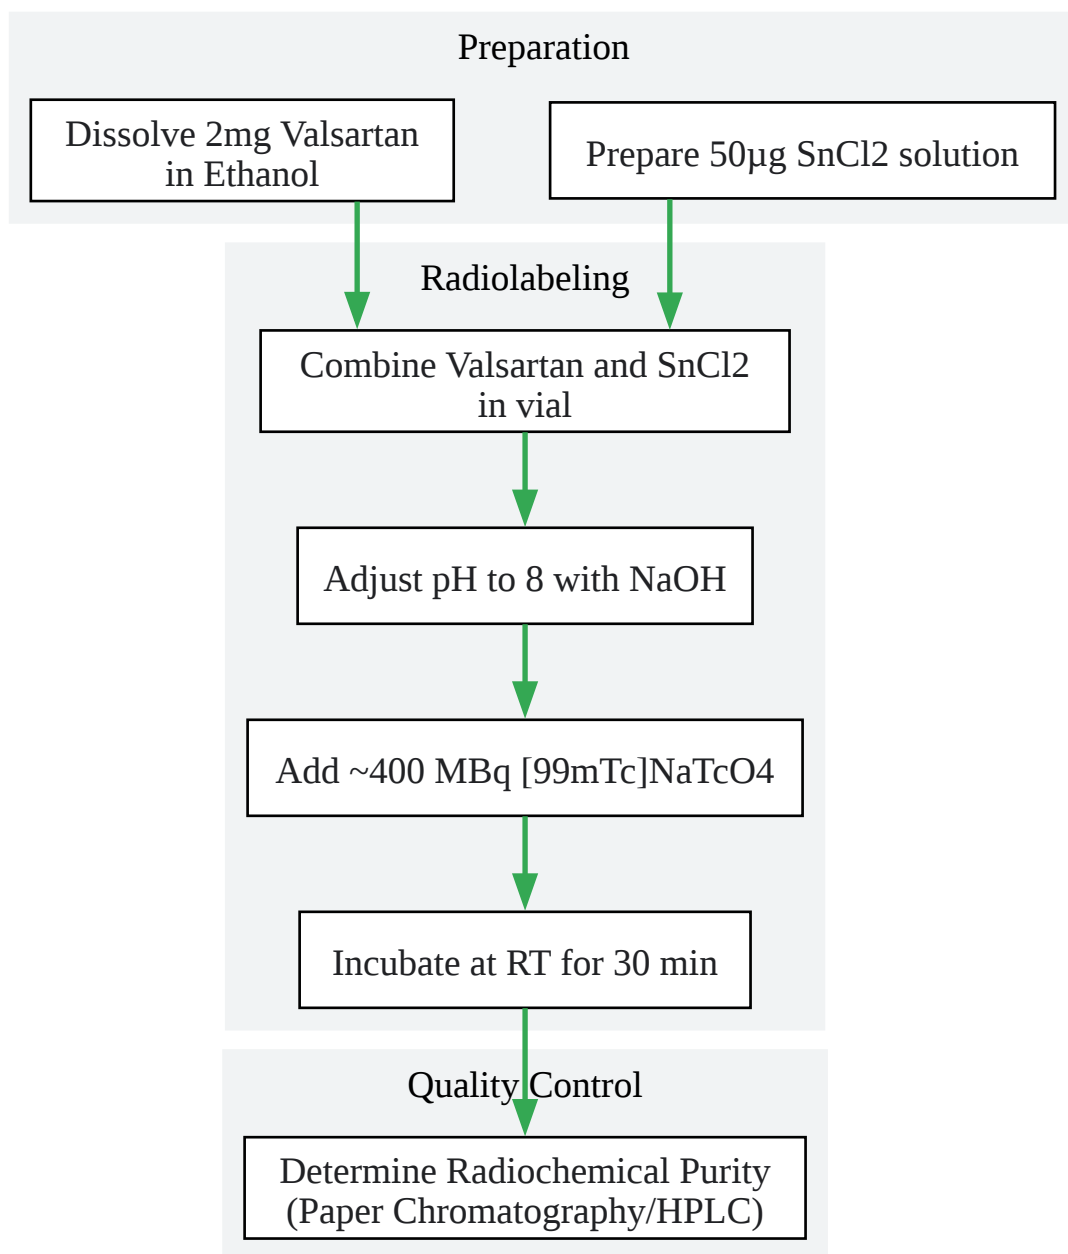 Preparation
Dissolve 2mg Valsartan
in Ethanol
Prepare 50µg SnCl2 solution
Radiolabeling
Combine Valsartan and SnCl2
in vial
Adjust pH to 8 with NaOH
Add ~400 MBq [99mTc]NaTcO4
Incubate at RT for 30 min
Quality Control
Determine Radiochemical Purity
(Paper Chromatography/HPLC)